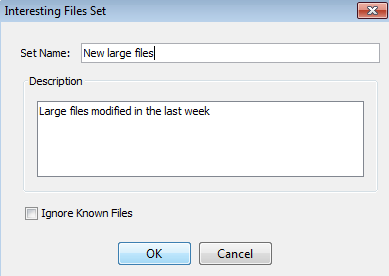 Interesting Files Set
Set Name: New large files
Description
Large files modified in the last week
Ignore Known Files
OK Cancel